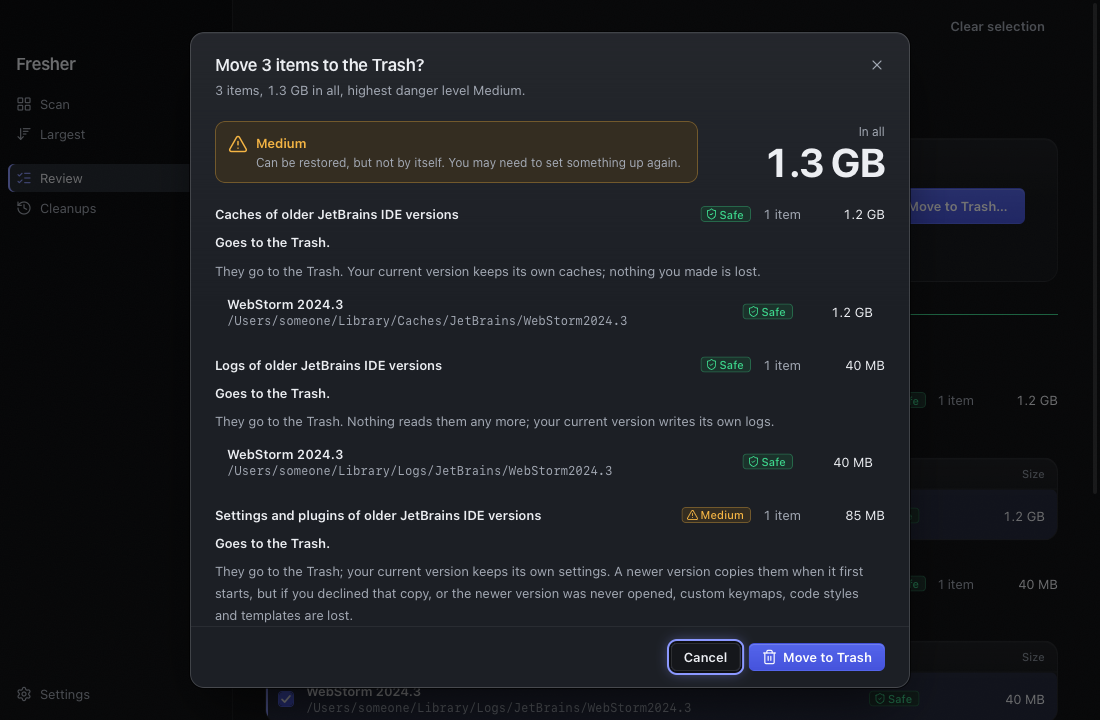 Clear selection
Fresher
Scan
Largest
Review
Cleanups
Settings
Move 3 items to the Trash?
3 items, 1.3 GB in all, highest danger level Medium.
Medium
Can be restored, but not by itself. You may need to set something up again.
In all
1.3 GB
Caches of older JetBrains IDE versions Safe 1 item 1.2 GB
Goes to the Trash.
They go to the Trash. Your current version keeps its own caches; nothing you made is lost.
WebStorm 2024.3
/Users/someone/Library/Caches/JetBrains/WebStorm2024.3
Safe 1.2 GB
Logs of older JetBrains IDE versions Safe 1 item 40 MB
Goes to the Trash.
They go to the Trash. Nothing reads them any more; your current version writes its own logs.
WebStorm 2024.3
/Users/someone/Library/Logs/JetBrains/WebStorm2024.3
Safe 40 MB
Settings and plugins of older JetBrains IDE versions Medium 1 item 85 MB
Goes to the Trash.
They go to the Trash; your current version keeps its own settings. A newer version copies them when it first
starts, but if you declined that copy, or the newer version was never opened, custom keymaps, code styles
and templates are lost.
Cancel Move to Trash
Move to Trash...
1 item 1.2 GB
Size
1.2 GB
1 item 40 MB
Size
WebStorm 2024.3
/Users/someone/Library/Logs/JetBrains/WebStorm2024.3
Safe 40 MB